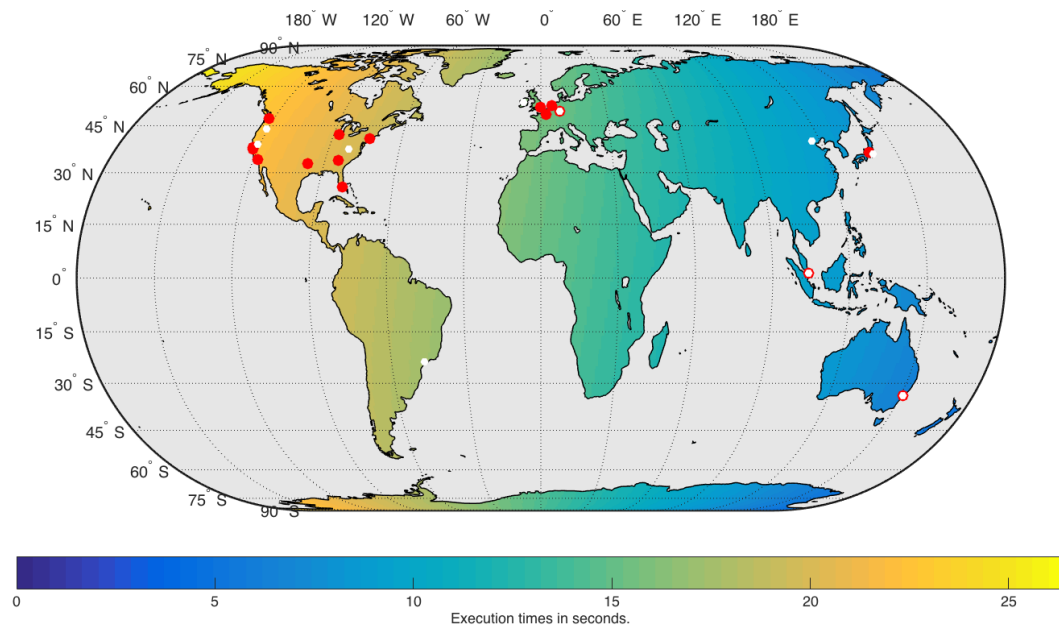 180° W 120° W 60° W 0° 60° E 120° E 180° E
90° N
75° N
60° N
45° N
30° N
15° N
0°
15° S
30° S
45° S
60° S
75° S
90° S
0 5 10 15 20 25
Execution times in seconds.